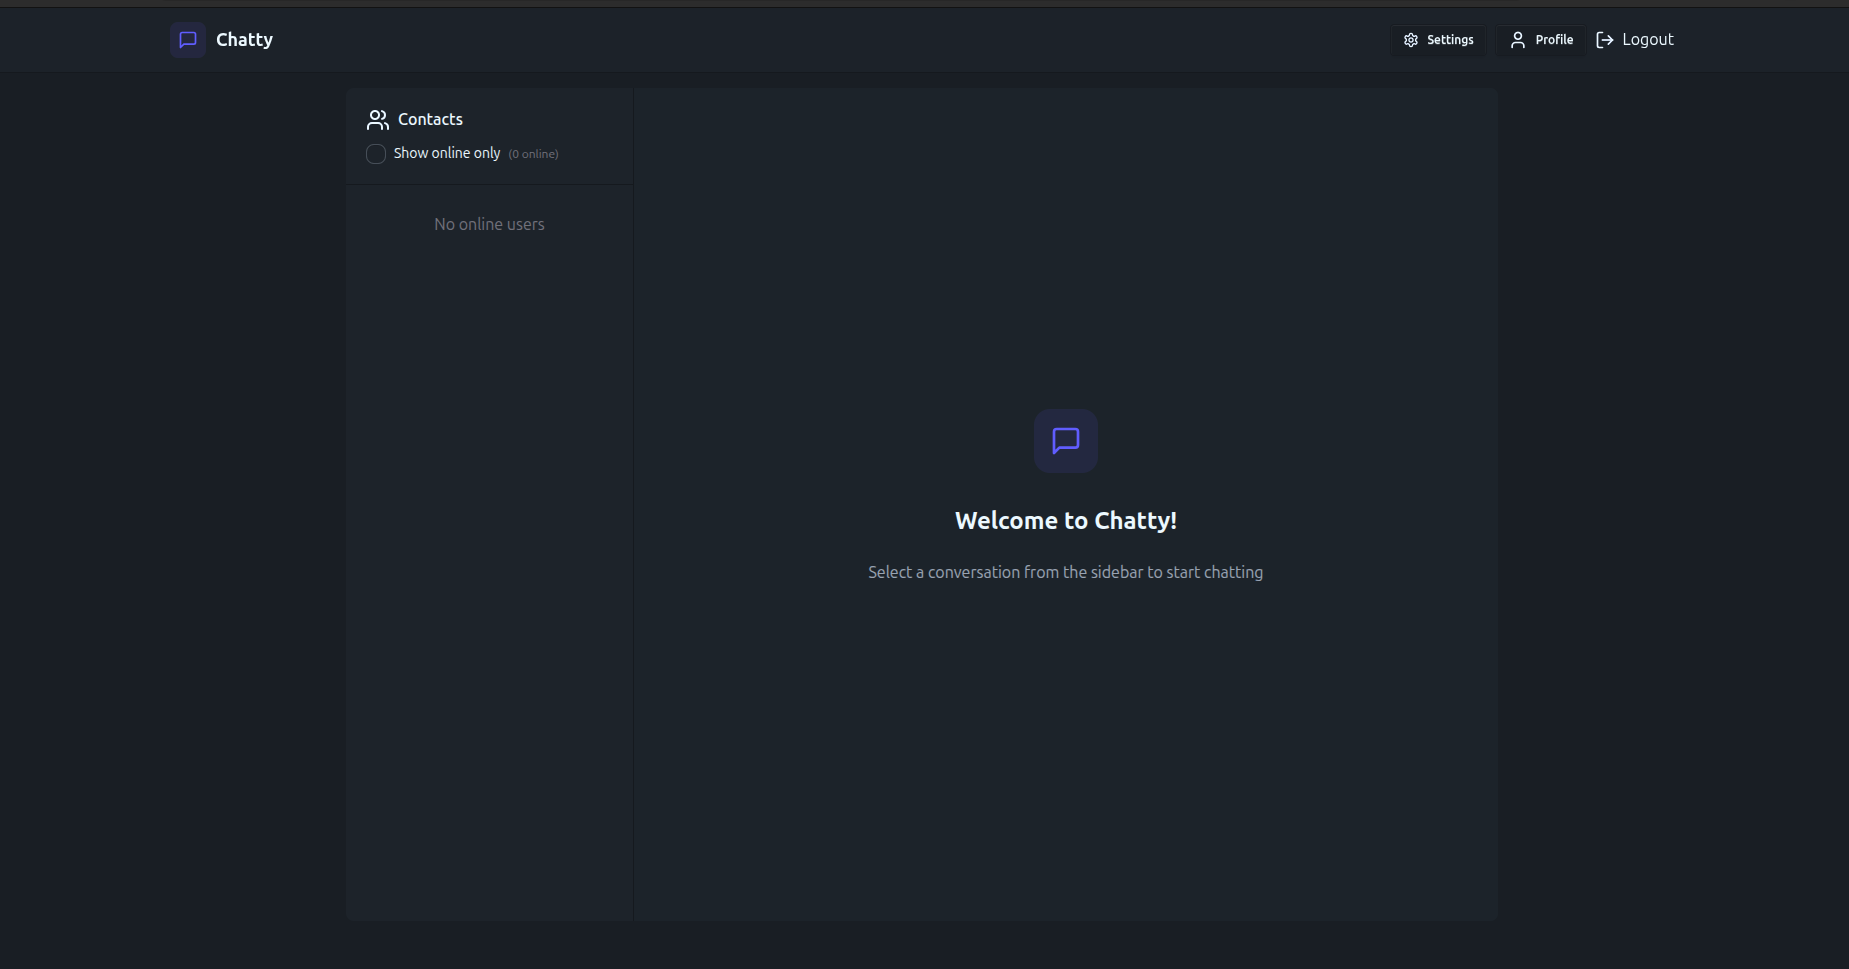 Chatty
Settings
Profile
Logout
Contacts
Show online only (0 online)
No online users
Welcome to Chatty!
Select a conversation from the sidebar to start chatting